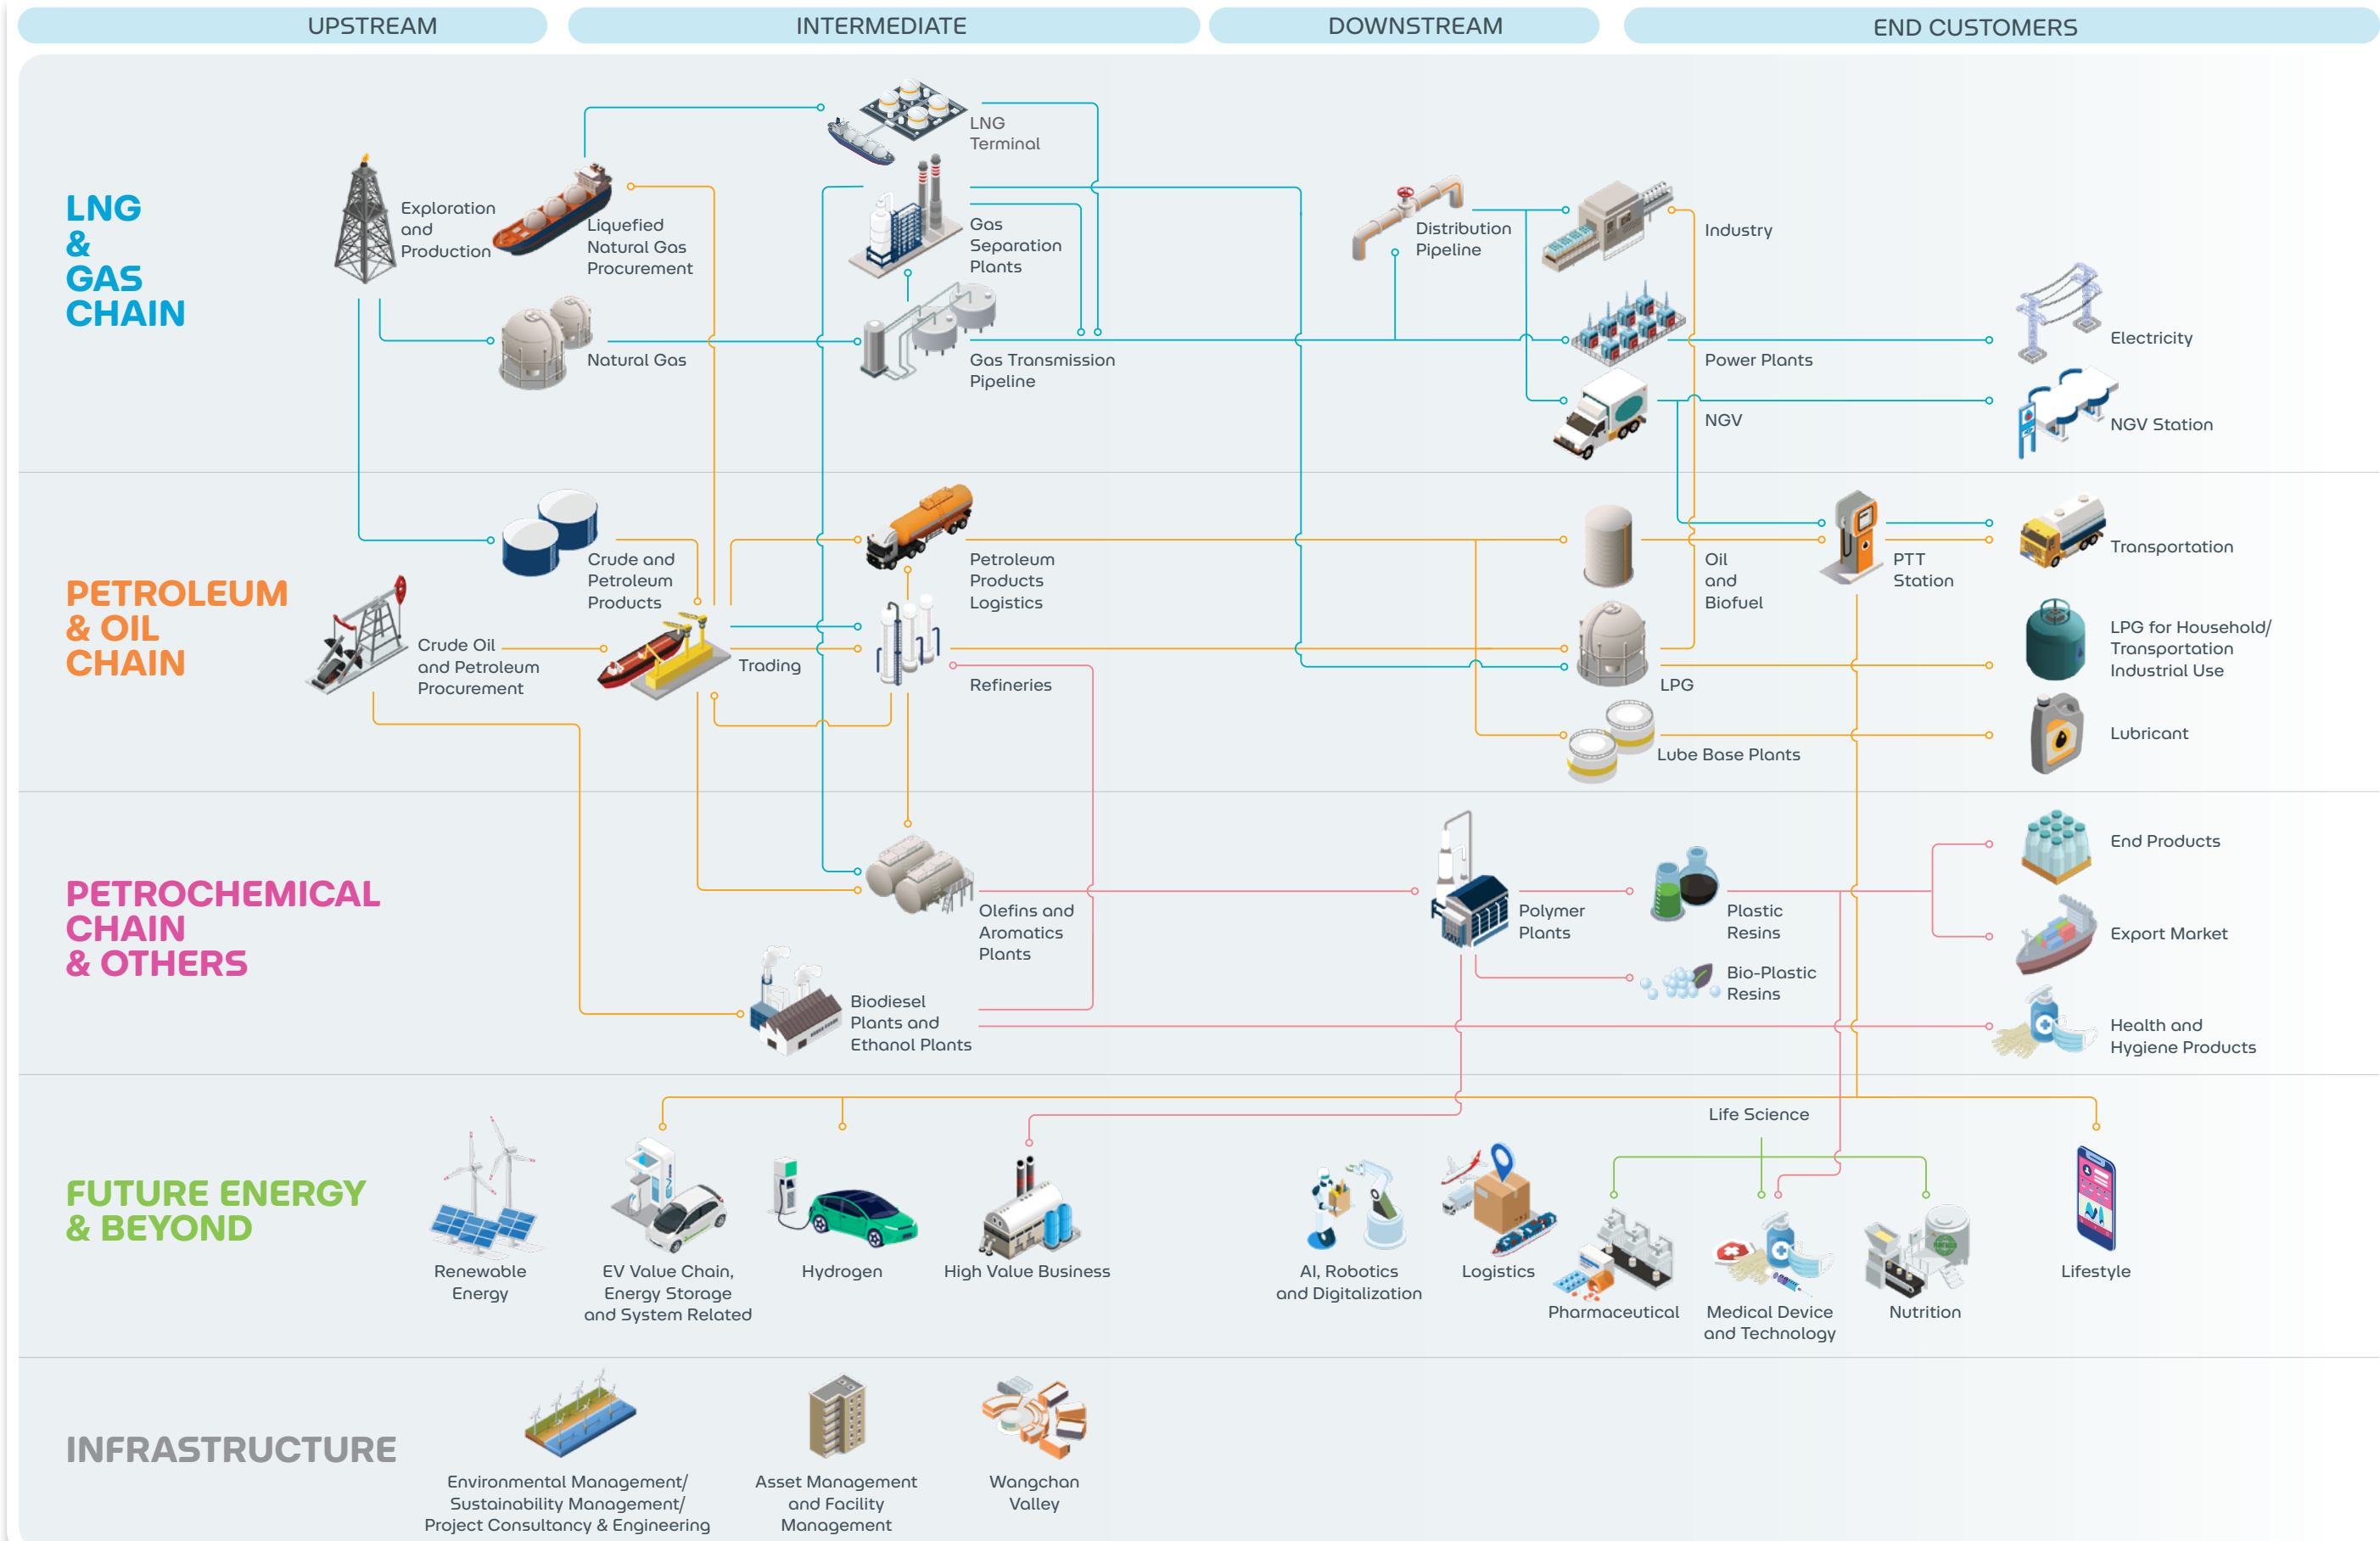 UPSTREAM
INTERMEDIATE
DOWNSTREAM
END CUSTOMERS
LNG
&
GAS
CHAIN
Exploration
and
Production
Liquefied
Natural Gas
Procurement
Natural Gas
LNG
Terminal
Gas
Separation
Plants
Gas Transmission
Pipeline
Distribution
Pipeline
Industry
Power Plants
NGV
Electricity
NGV Station
PETROLEUM
& OIL
CHAIN
Crude and
Petroleum
Products
Crude Oil
and Petroleum
Procurement
Trading
Petroleum
Products
Logistics
Refineries
Oil
and
Biofuel
LPG
Lube Base Plants
PTT
Station
Transportation
LPG for Household/
Transportation
Industrial Use
Lubricant
PETROCHEMICAL
CHAIN
& OTHERS
Olefins and
Aromatics
Plants
Biodiesel
Plants and
Ethanol Plants
Polymer
Plants
Plastic
Resins
Bio-Plastic
Resins
End Products
Export Market
Health and
Hygiene Products
FUTURE ENERGY
& BEYOND
Renewable
Energy
EV Value Chain,
Energy Storage
and System Related
Hydrogen
High Value Business
AI, Robotics
and Digitalization
Logistics
Life Science
Pharmaceutical
Medical Device
and Technology
Nutrition
Lifestyle
INFRASTRUCTURE
Environmental Management/
Sustainability Management/
Project Consultancy & Engineering
Asset Management
and Facility
Management
Wangchan
Valley